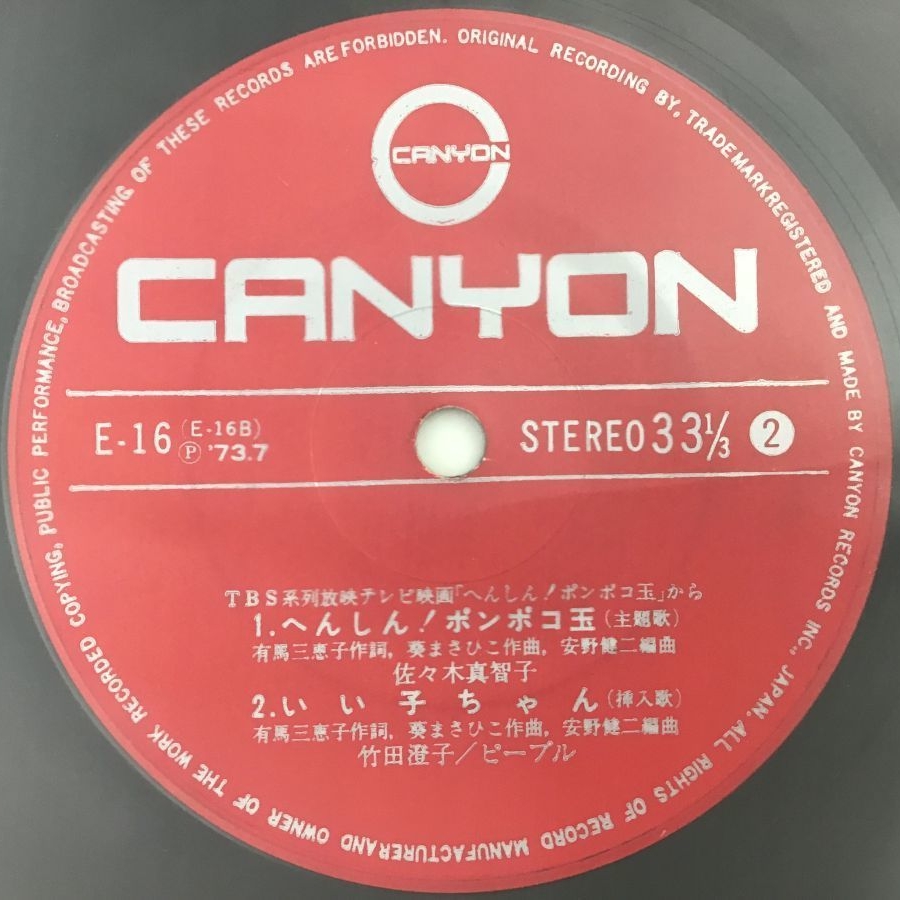 ORIGINAL RECORDING BY, TRADEMARKREGISTERED AND MADE BY CANYON RECORDS INC., JAPAN. ALL RIGHTS OF RECORD MANUFACTURERAND OWNER OF THE WORK RECORDED COPYING, PUBLIC PERFORMANCE, BROADCASTING OF THESE RECORDS ARE FORBIDDEN.
CANYON
CANYON
E-16 (E-16B) STEREO 33⅓ ②
Ⓟ '73.7
TBS系列放映テレビ映画「へんしん!ポンポコ玉」から
1.へんしん!ポンポコ玉(主題歌)
有馬三恵子作詞, 葵まさひこ作曲, 安野健二編曲
佐々木真智子
2.いい子ちゃん(挿入歌)
有馬三恵子作詞, 葵まさひこ作曲, 安野健二編曲
竹田澄子/ピープル